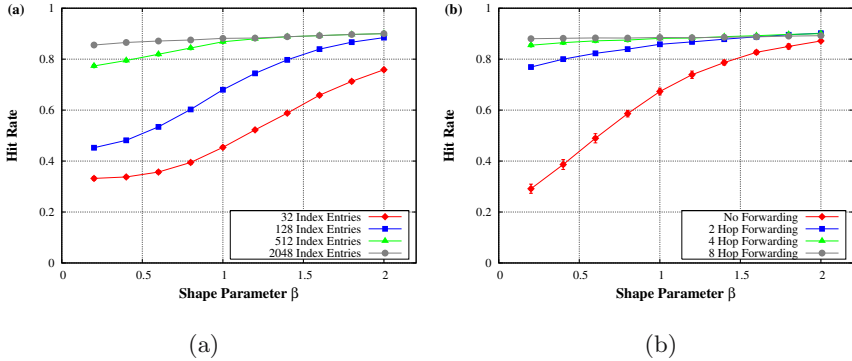 (a)
1
0.8
0.6
0.4
0.2
0
Hit Rate
0
0.5
1
1.5
2
Shape Parameter β
32 Index Entries
128 Index Entries
512 Index Entries
2048 Index Entries
(a)
(b)
1
0.8
0.6
0.4
0.2
0
Hit Rate
0
0.5
1
1.5
2
Shape Parameter β
No Forwarding
2 Hop Forwarding
4 Hop Forwarding
8 Hop Forwarding
(b)